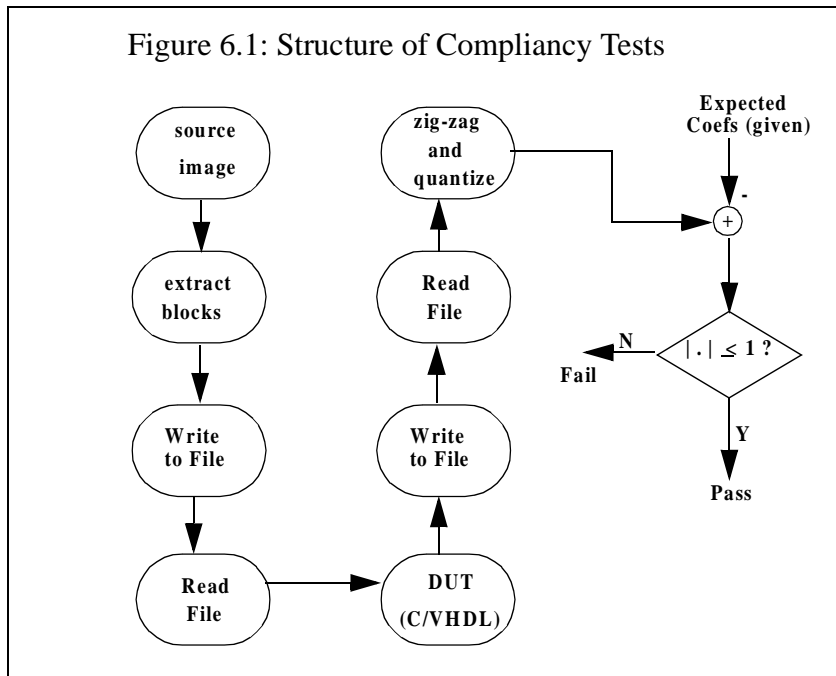 Figure 6.1: Structure of Compliancy Tests
source
image
extract
blocks
Write
to File
Read
File
DUT
(C/VHDL)
Write
to File
Read
File
zig-zag
and
quantize
Expected
Coefs (given)
-
+
| . | ≤ 1 ?
N
Fail
Y
Pass